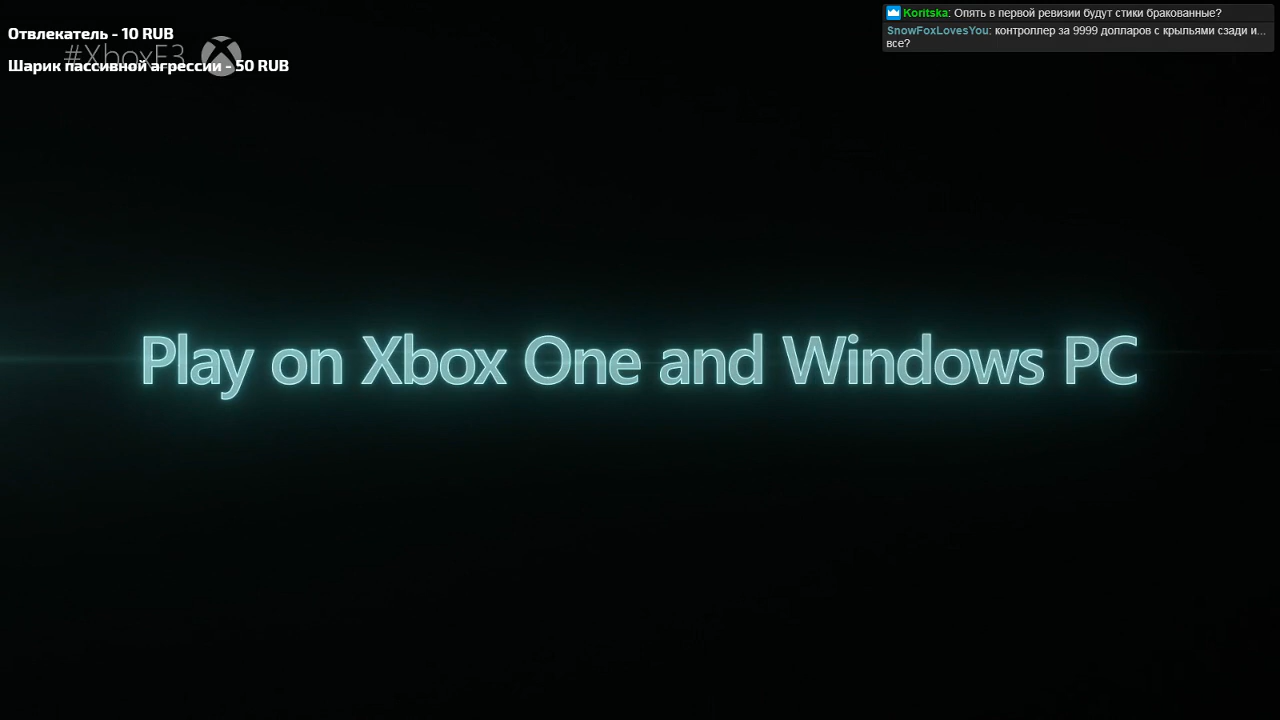 Отвлекатель - 10 RUB
#XboxE3
Шарик пассивной агрессии - 50 RUB
Koritska: Опять в первой ревизии будут стики бракованные?
SnowFoxLovesYou: контроллер за 9999 долларов с крыльями сзади и...
все?
Play on Xbox One and Windows PC